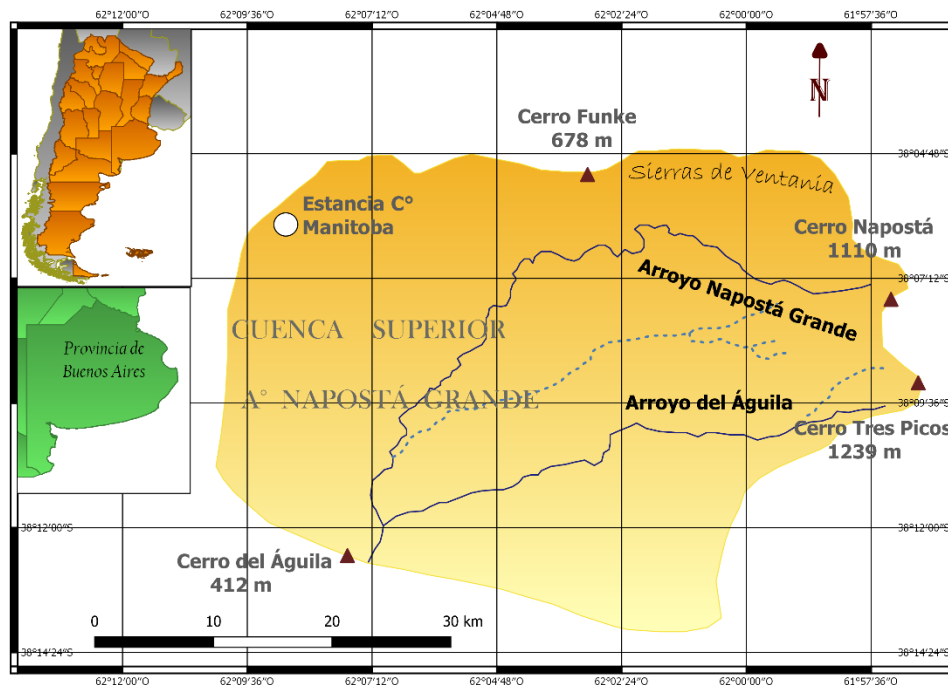 62°12'00"O 62°09'36"O 62°07'12"O 62°04'48"O 62°02'24"O 62°00'00"O 61°57'36"O
N
Cerro Funke
678 m
38°04'48"S
Sierras de Ventania
Estancia C°
Manitoba
Cerro Napostá
1110 m
38°07'12"S
Arroyo Napostá Grande
CUENCA SUPERIOR
Provincia de
Buenos Aires
A° NAPOSTÁ GRANDE
Arroyo del Águila
38°09'36"S
Cerro Tres Picos
1239 m
38°12'00"S 38°12'00"S
Cerro del Águila
412 m
0 10 20 30 km
38°14'24"S 38°14'24"S
62°12'00"O 62°09'36"O 62°07'12"O 62°04'48"O 62°02'24"O 62°00'00"O 61°57'36"O